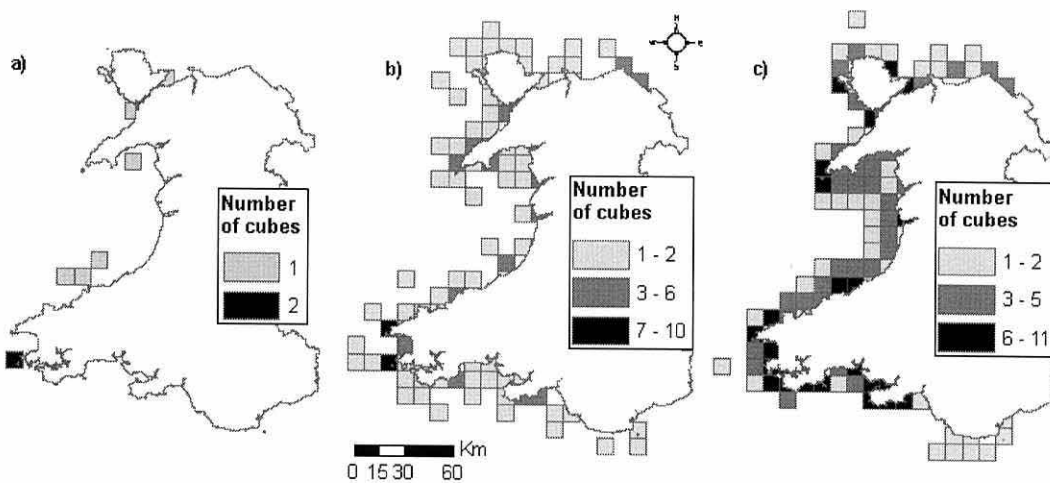 a)
b)
c)
N
S
Number
of cubes
1
2
Number
of cubes
1 - 2
3 - 6
7 - 10
Number
of cubes
1 - 2
3 - 5
6 - 11
Km
0 15 30 60